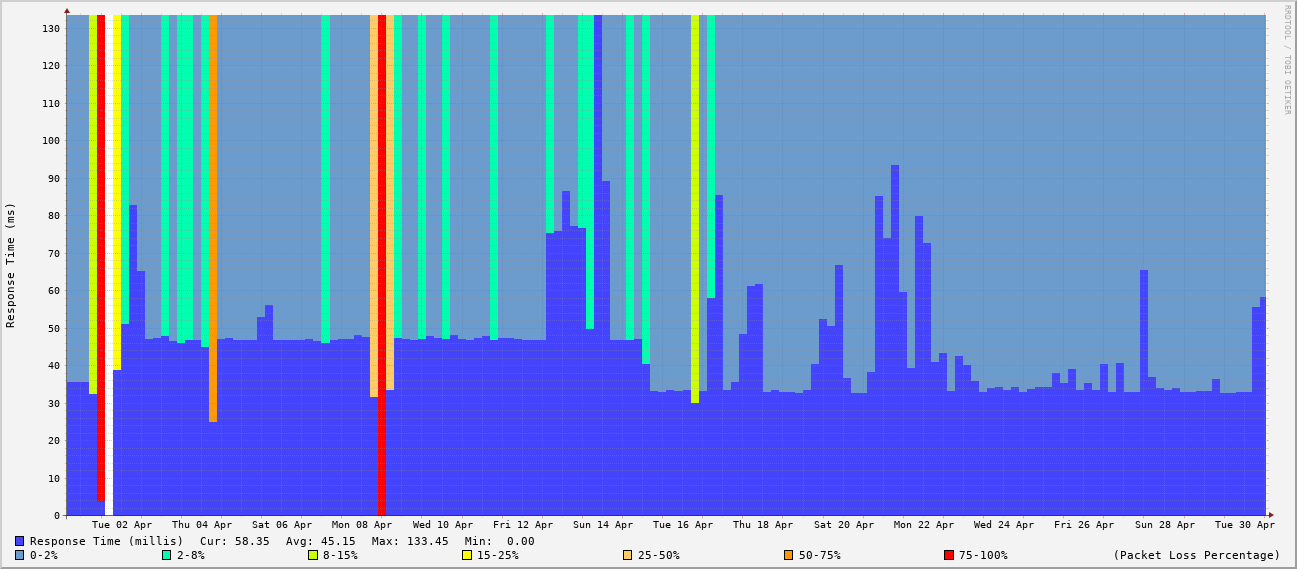 RRDTOOL / TOBI OETIKER
Response Time (ms)
130
120
110
100
90
80
70
60
50
40
30
20
10
0
Tue 02 Apr Thu 04 Apr Sat 06 Apr Mon 08 Apr Wed 10 Apr Fri 12 Apr Sun 14 Apr Tue 16 Apr Thu 18 Apr Sat 20 Apr Mon 22 Apr Wed 24 Apr Fri 26 Apr Sun 28 Apr Tue 30 Apr
Response Time (millis) Cur: 58.35 Avg: 45.15 Max: 133.45 Min: 0.00
0-2% 2-8% 8-15% 15-25% 25-50% 50-75% 75-100% (Packet Loss Percentage)